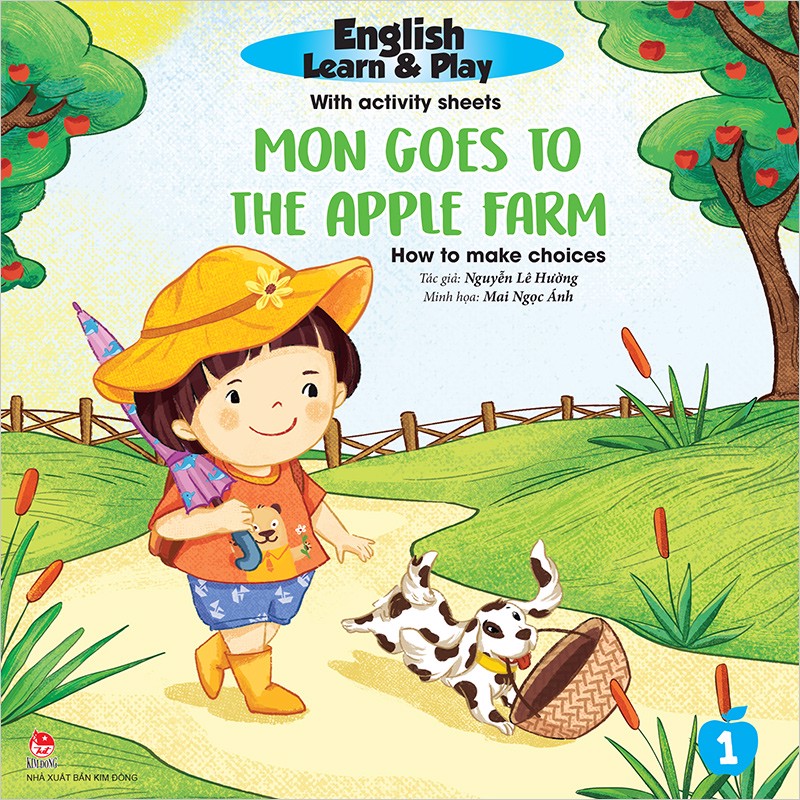 English
Learn & Play
With activity sheets
MON GOES TO
THE APPLE FARM
How to make choices
Tác giả: Nguyễn Lê Hường
Minh họa: Mai Ngọc Ánh
KIM ĐỒNG
NHÀ XUẤT BẢN KIM ĐỒNG
1